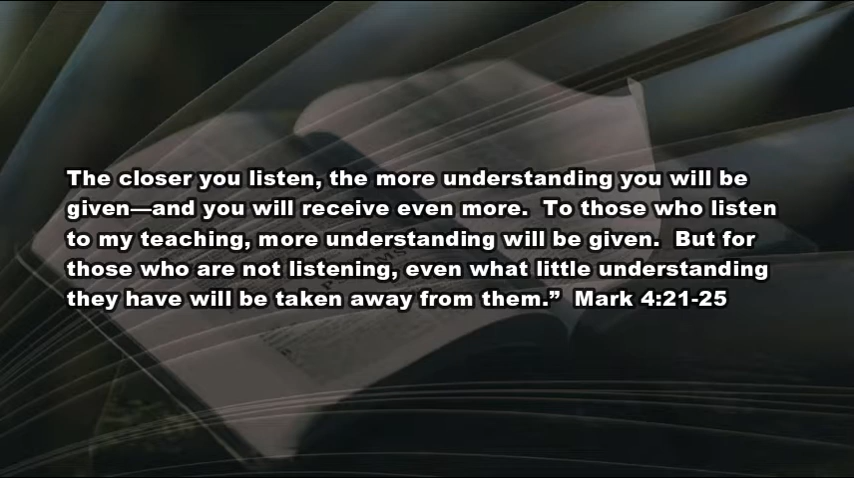 The closer you listen, the more understanding you will be
given—and you will receive even more.  To those who listen
to my teaching, more understanding will be given.  But for
those who are not listening, even what little understanding
they have will be taken away from them.”  Mark 4:21-25
PSALMS